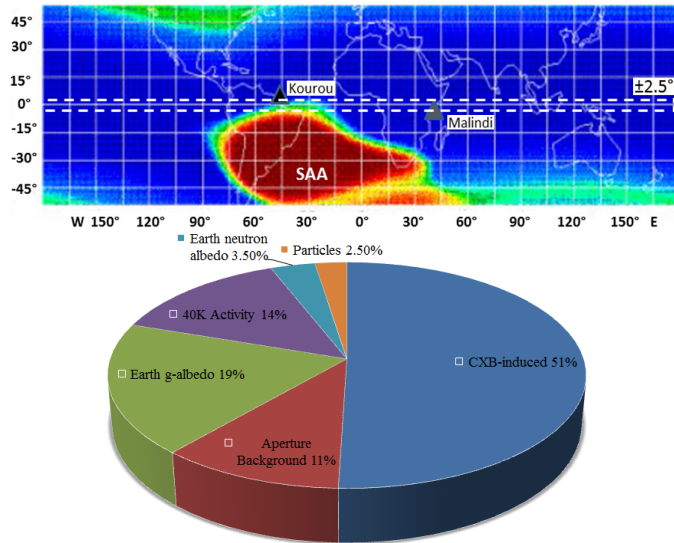 45°
30°
Kourou
15°
±2.5°
0°
Malindi
-15°
-30°
SAA
-45°
W 150° 120° 90° 60° 30° 0° 30° 60° 90° 120° 150° E
Earth neutron
albedo 3.50%
Particles 2.50%
40K Activity 14%
CXB-induced 51%
Earth g-albedo 19%
Aperture
Background 11%